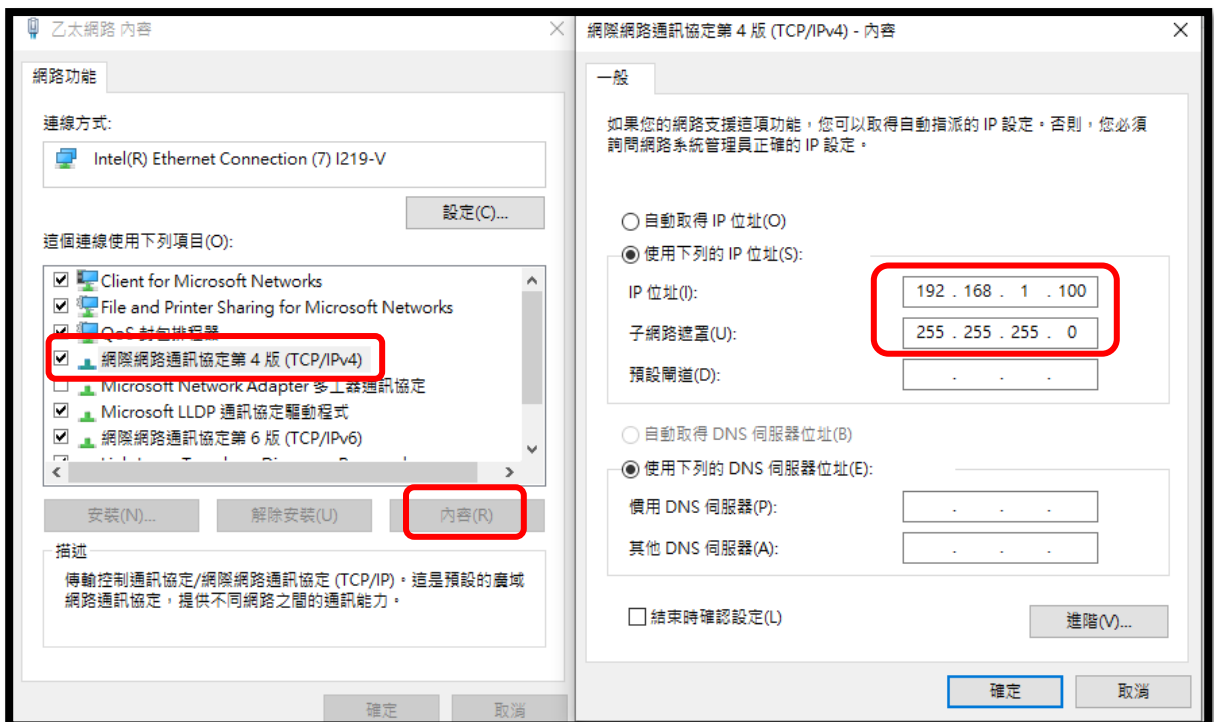 乙太網路 內容
網路功能
連線方式:
Intel(R) Ethernet Connection (7) I219-V
設定(C)...
這個連線使用下列項目(O):
Client for Microsoft Networks
File and Printer Sharing for Microsoft Networks
QoS 封包排程器
網際網路通訊協定第 4 版 (TCP/IPv4)
Microsoft Network Adapter 多工器通訊協定
Microsoft LLDP 通訊協定驅動程式
網際網路通訊協定第 6 版 (TCP/IPv6)
安裝(N)...
解除安裝(U)
內容(R)
描述
傳輸控制通訊協定/網際網路通訊協定 (TCP/IP)。這是預設的廣域
網路通訊協定,提供不同網路之間的通訊能力。
確定
取消
網際網路通訊協定第 4 版 (TCP/IPv4) - 內容
一般
如果您的網路支援這項功能,您可以取得自動指派的 IP 設定。否則,您必須
詢問網路系統管理員正確的 IP 設定。
自動取得 IP 位址(O)
使用下列的 IP 位址(S):
IP 位址(I):
192 . 168 . 1 . 100
子網路遮罩(U):
255 . 255 . 255 . 0
預設閘道(D):
. . .
自動取得 DNS 伺服器位址(B)
使用下列的 DNS 伺服器位址(E):
慣用 DNS 伺服器(P):
. . .
其他 DNS 伺服器(A):
. . .
結束時確認設定(L)
進階(V)...
確定
取消